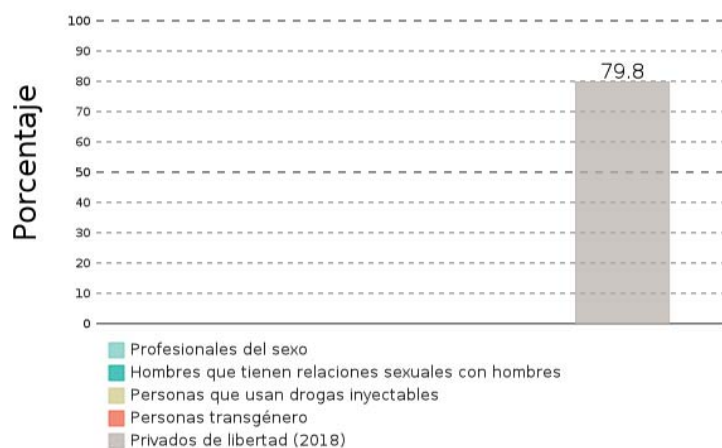 Porcentaje
100
90
80
70
60
50
40
30
20
10
0
79.8
Profesionales del sexo
Hombres que tienen relaciones sexuales con hombres
Personas que usan drogas inyectables
Personas transgénero
Privados de libertad (2018)